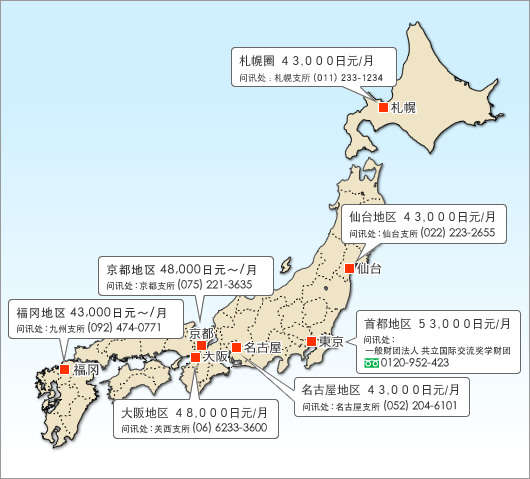 札幌圏 43,000日元/月
问讯处：札幌支所 (011) 233-1234
札幌
仙台地区 43,000日元/月
问讯处：仙台支所 (022) 223-2655
仙台
京都地区 48,000日元～/月
问讯处：京都支所 (075) 221-3635
京都
福冈地区 43,000日元～/月
问讯处：九州支所 (092) 474-0771
福冈
首都地区 53,000日元/月
问讯处：
一般财团法人 共立国际交流奖学财团
0120-952-423
东京
大阪
名古屋
名古屋地区 43,000日元/月
问讯处：名古屋支所 (052) 204-6101
大阪地区 48,000日元/月
问讯处：关西支所 (06) 6233-3600